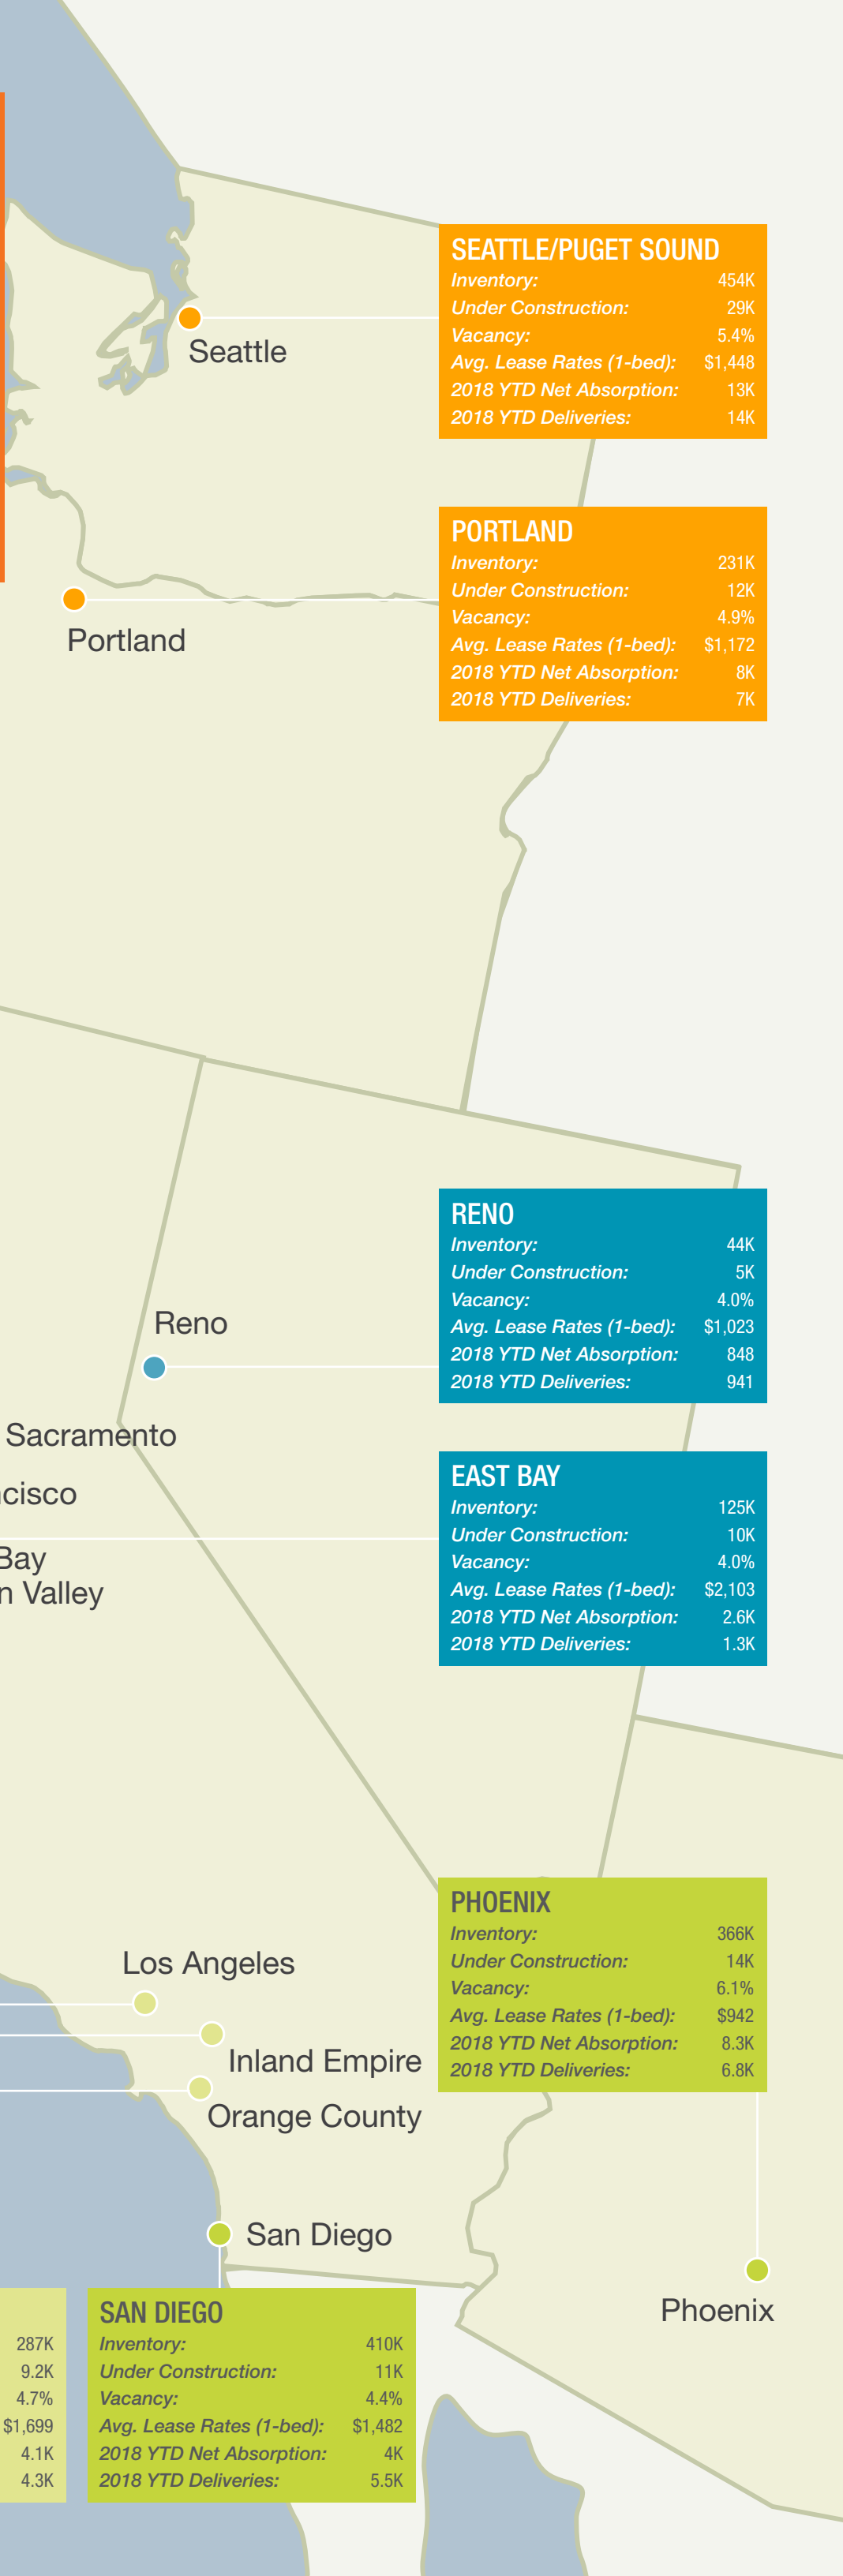 SEATTLE/PUGET SOUND
Inventory: 454K
Under Construction: 29K
Vacancy: 5.4%
Avg. Lease Rates (1-bed): $1,448
2018 YTD Net Absorption: 13K
2018 YTD Deliveries: 14K
Seattle
PORTLAND
Inventory: 231K
Under Construction: 12K
Vacancy: 4.9%
Avg. Lease Rates (1-bed): $1,172
2018 YTD Net Absorption: 8K
2018 YTD Deliveries: 7K
Portland
RENO
Inventory: 44K
Under Construction: 5K
Vacancy: 4.0%
Avg. Lease Rates (1-bed): $1,023
2018 YTD Net Absorption: 848
2018 YTD Deliveries: 941
Reno
Sacramento
cisco
Bay
n Valley
EAST BAY
Inventory: 125K
Under Construction: 10K
Vacancy: 4.0%
Avg. Lease Rates (1-bed): $2,103
2018 YTD Net Absorption: 2.6K
2018 YTD Deliveries: 1.3K
PHOENIX
Inventory: 366K
Under Construction: 14K
Vacancy: 6.1%
Avg. Lease Rates (1-bed): $942
2018 YTD Net Absorption: 8.3K
2018 YTD Deliveries: 6.8K
Los Angeles
Inland Empire
Orange County
San Diego
Phoenix
287K
9.2K
4.7%
$1,699
4.1K
4.3K
SAN DIEGO
Inventory: 410K
Under Construction: 11K
Vacancy: 4.4%
Avg. Lease Rates (1-bed): $1,482
2018 YTD Net Absorption: 4K
2018 YTD Deliveries: 5.5K